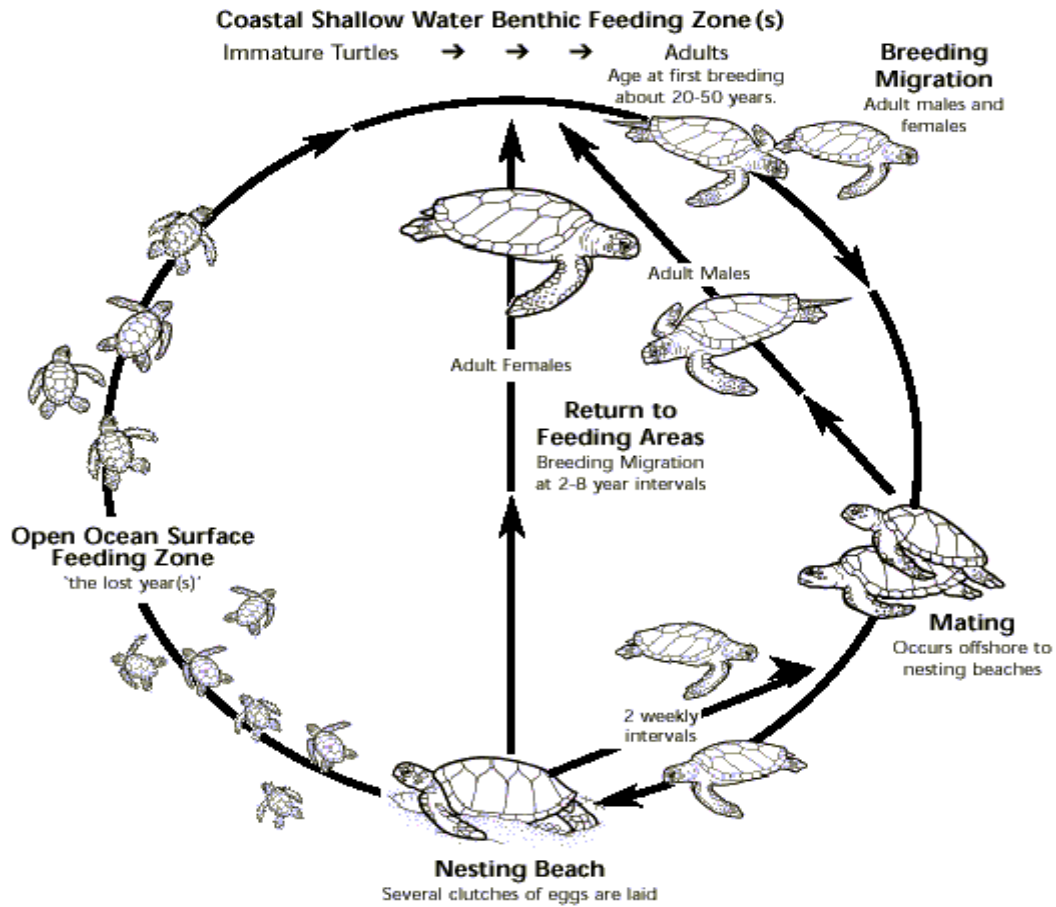 Coastal Shallow Water Benthic Feeding Zone(s)
Immature Turtles → → → Adults
Age at first breeding
about 20-50 years.
Breeding
Migration
Adult males and
females
Adult Males
Adult Females
Return to
Feeding Areas
Breeding Migration
at 2-8 year intervals
Open Ocean Surface
Feeding Zone
'the lost year(s)'
Mating
Occurs offshore to
nesting beaches
2 weekly
intervals
Nesting Beach
Several clutches of eggs are laid